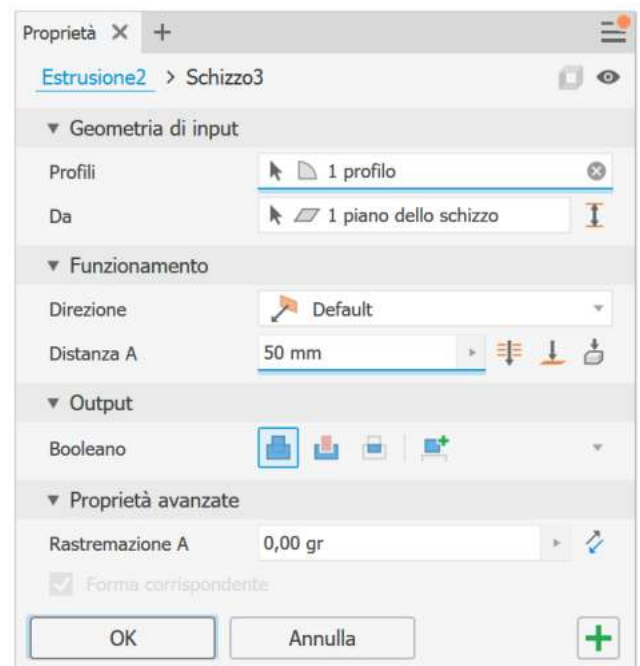 Proprietà
Estrusione2 > Schizzo3
Geometria di input
Profili 1 profilo
Da 1 piano dello schizzo
Funzionamento
Direzione Default
Distanza A 50 mm
Output
Booleano
Proprietà avanzate
Rastremazione A 0,00 gr
Forma corrispondente
OK Annulla